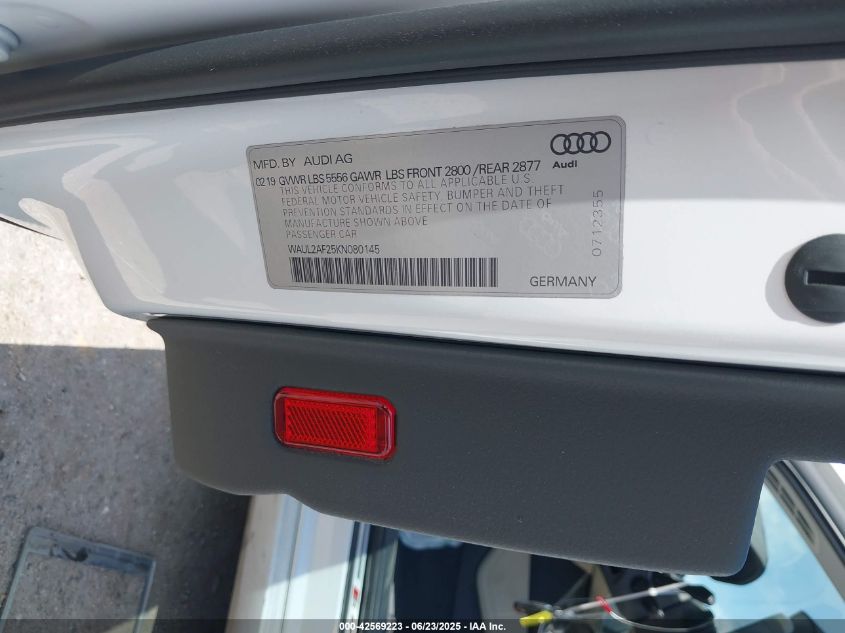 MFD. BY AUDI AG
Audi
02 19 GVWR LBS 5556 GAWR LBS FRONT 2800 /REAR 2877
THIS VEHICLE CONFORMS TO ALL APPLICABLE U.S.
FEDERAL MOTOR VEHICLE SAFETY, BUMPER AND THEFT
PREVENTION STANDARDS IN EFFECT ON THE DATE OF
MANUFACTURE SHOWN ABOVE
PASSENGER CAR
WAUL2AF25KN080145
0712355
GERMANY
000-42569223 - 06/23/2025 - IAA Inc.